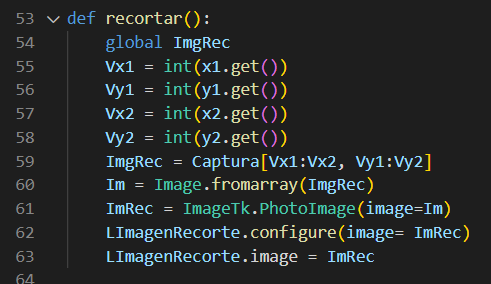 53 def recortar():
54     global ImgRec
55     Vx1 = int(x1.get())
56     Vy1 = int(y1.get())
57     Vx2 = int(x2.get())
58     Vy2 = int(y2.get())
59     ImgRec = Captura[Vx1:Vx2, Vy1:Vy2]
60     Im = Image.fromarray(ImgRec)
61     ImRec = ImageTk.PhotoImage(image=Im)
62     LImagenRecorte.configure(image= ImRec)
63     LImagenRecorte.image = ImRec
64